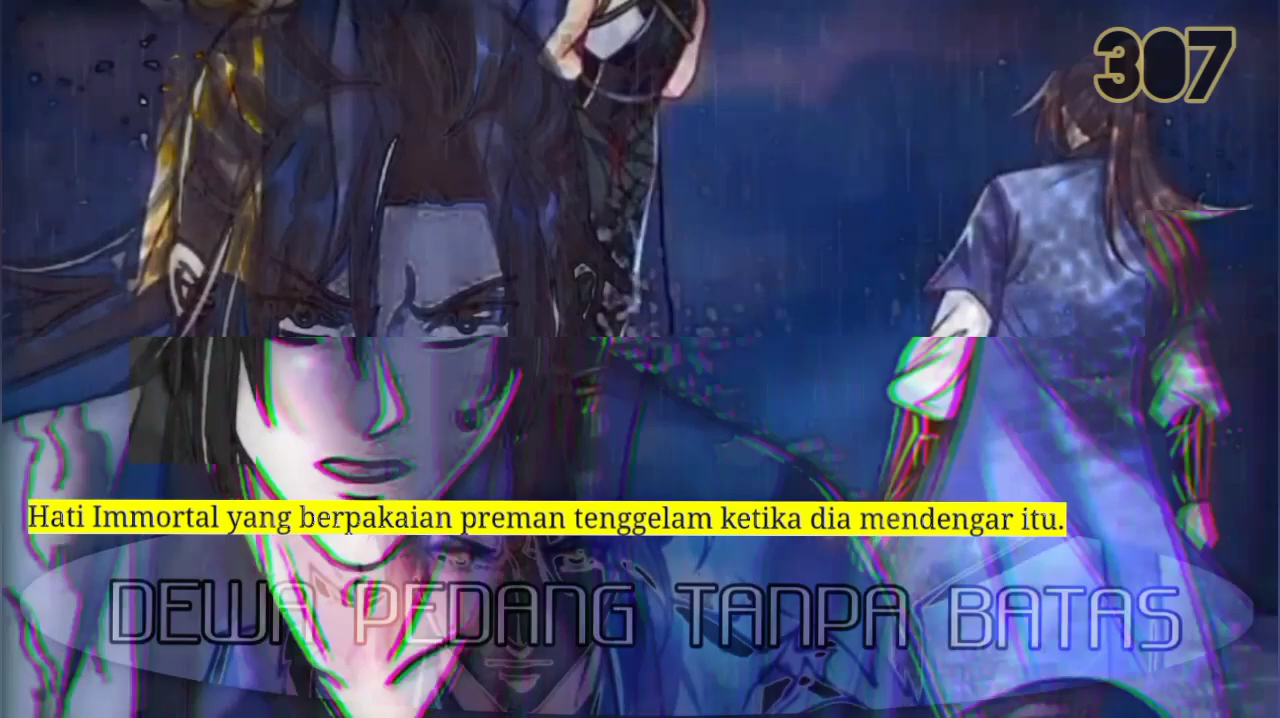 307
Hati Immortal yang berpakaian preman tenggelam ketika dia mendengar itu.
DEWA PEDANG TANPA BATAS